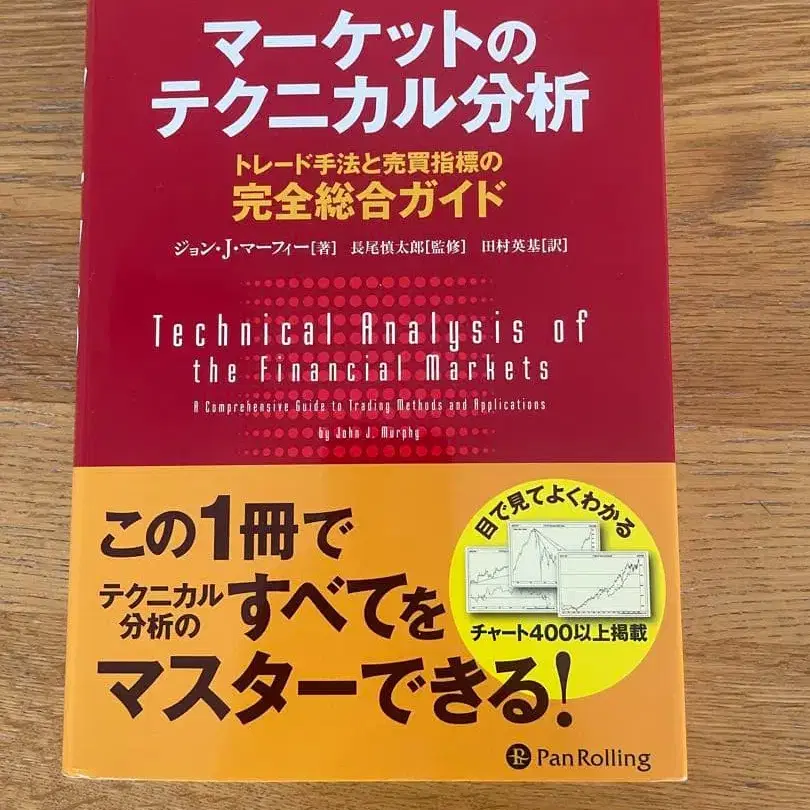 マーケットの
テクニカル分析
トレード手法と売買指標の
完全総合ガイド
ジョン・J・マーフィー[著] 長尾慎太郎[監修] 田村英基[訳]
Technical Analysis of
the Financial Markets
A Comprehensive Guide to Trading Methods and Applications
by John J. Murphy
この1冊で
テクニカル
分析の
すべてを
マスターできる!
目で見てよくわかる
チャート400以上掲載
PanRolling